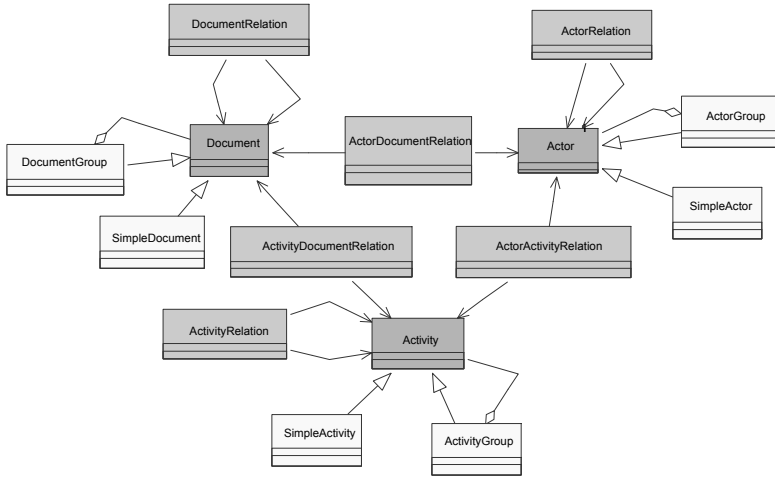 DocumentRelation
ActorRelation
Document
ActorDocumentRelation
Actor
ActorGroup
DocumentGroup
SimpleActor
SimpleDocument
ActivityDocumentRelation
ActorActivityRelation
ActivityRelation
Activity
SimpleActivity
ActivityGroup